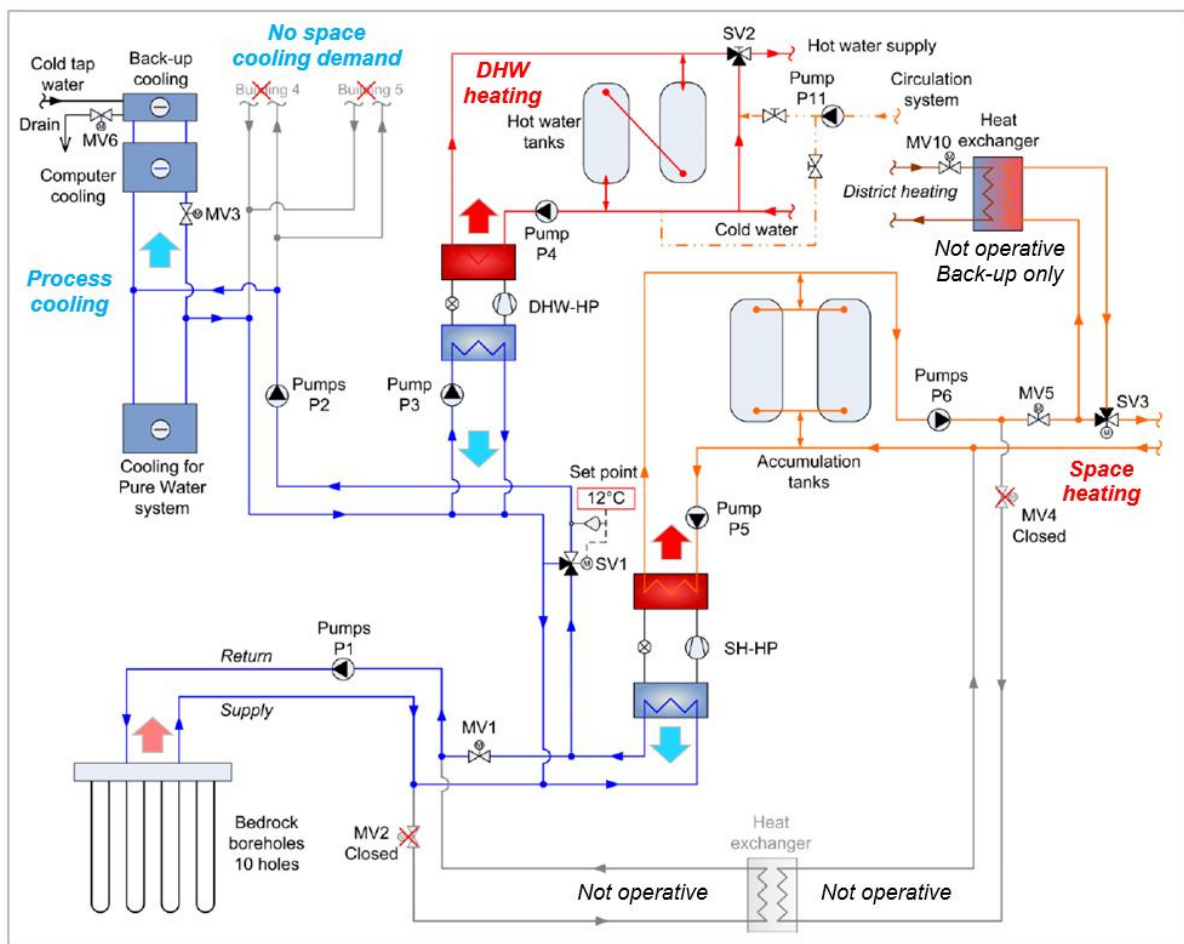 No space
cooling demand
Back-up
cooling
Cold tap
water
Drain
MV6
Computer
cooling
MV3
Building 4
Building 5
Process
cooling
Pumps
P2
Cooling for
Pure Water
system
DHW
heating
Hot water
tanks
SV2
Hot water supply
Pump
P11
Circulation
system
Pump
P4
Cold water
DHW-HP
Pump
P3
MV10
Heat
exchanger
District heating
Not operative
Back-up only
Pumps
P6
MV5
SV3
Accumulation
tanks
Space
heating
MV4
Closed
Set point
12°C
M
SV1
Pump
P5
SH-HP
Pumps
P1
Return
Supply
MV1
Bedrock
boreholes
10 holes
MV2
Closed
Heat
exchanger
Not operative
Not operative